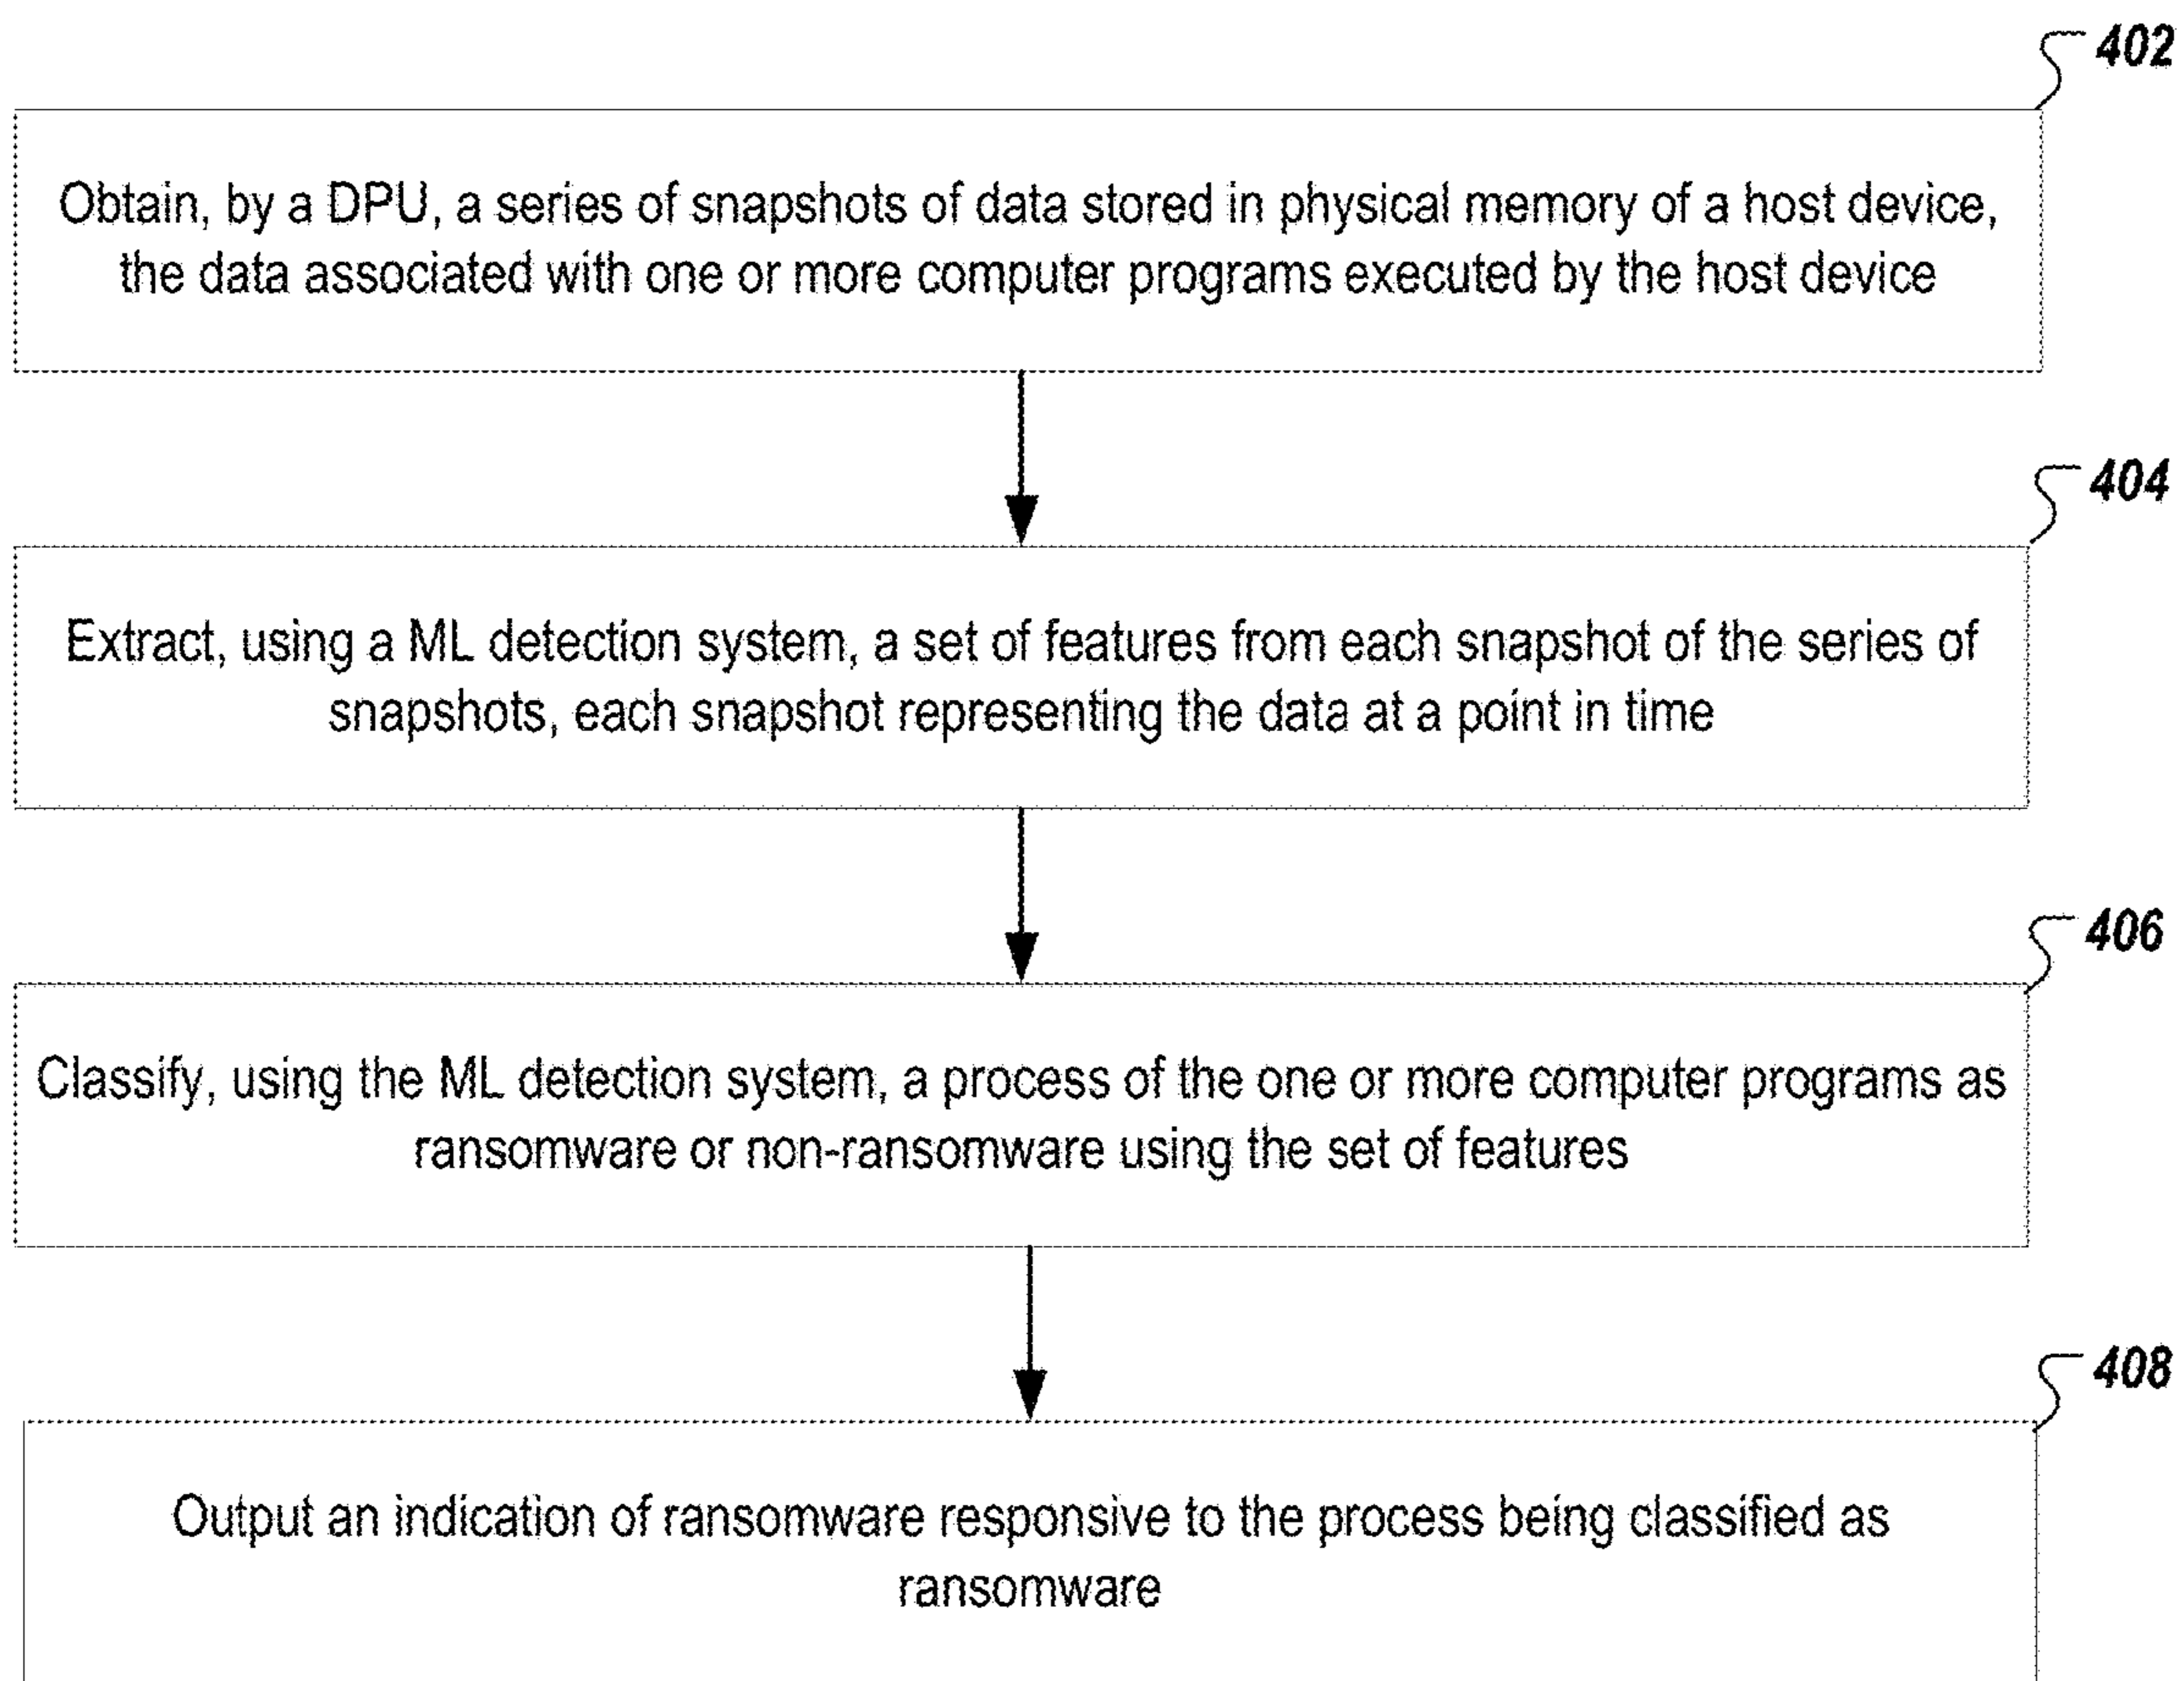 402
Obtain, by a DPU, a series of snapshots of data stored in physical memory of a host device,
the data associated with one or more computer programs executed by the host device
404
Extract, using a ML detection system, a set of features from each snapshot of the series of
snapshots, each snapshot representing the data at a point in time
406
Classify, using the ML detection system, a process of the one or more computer programs as
ransomware or non-ransomware using the set of features
408
Output an indication of ransomware responsive to the process being classified as
ransomware